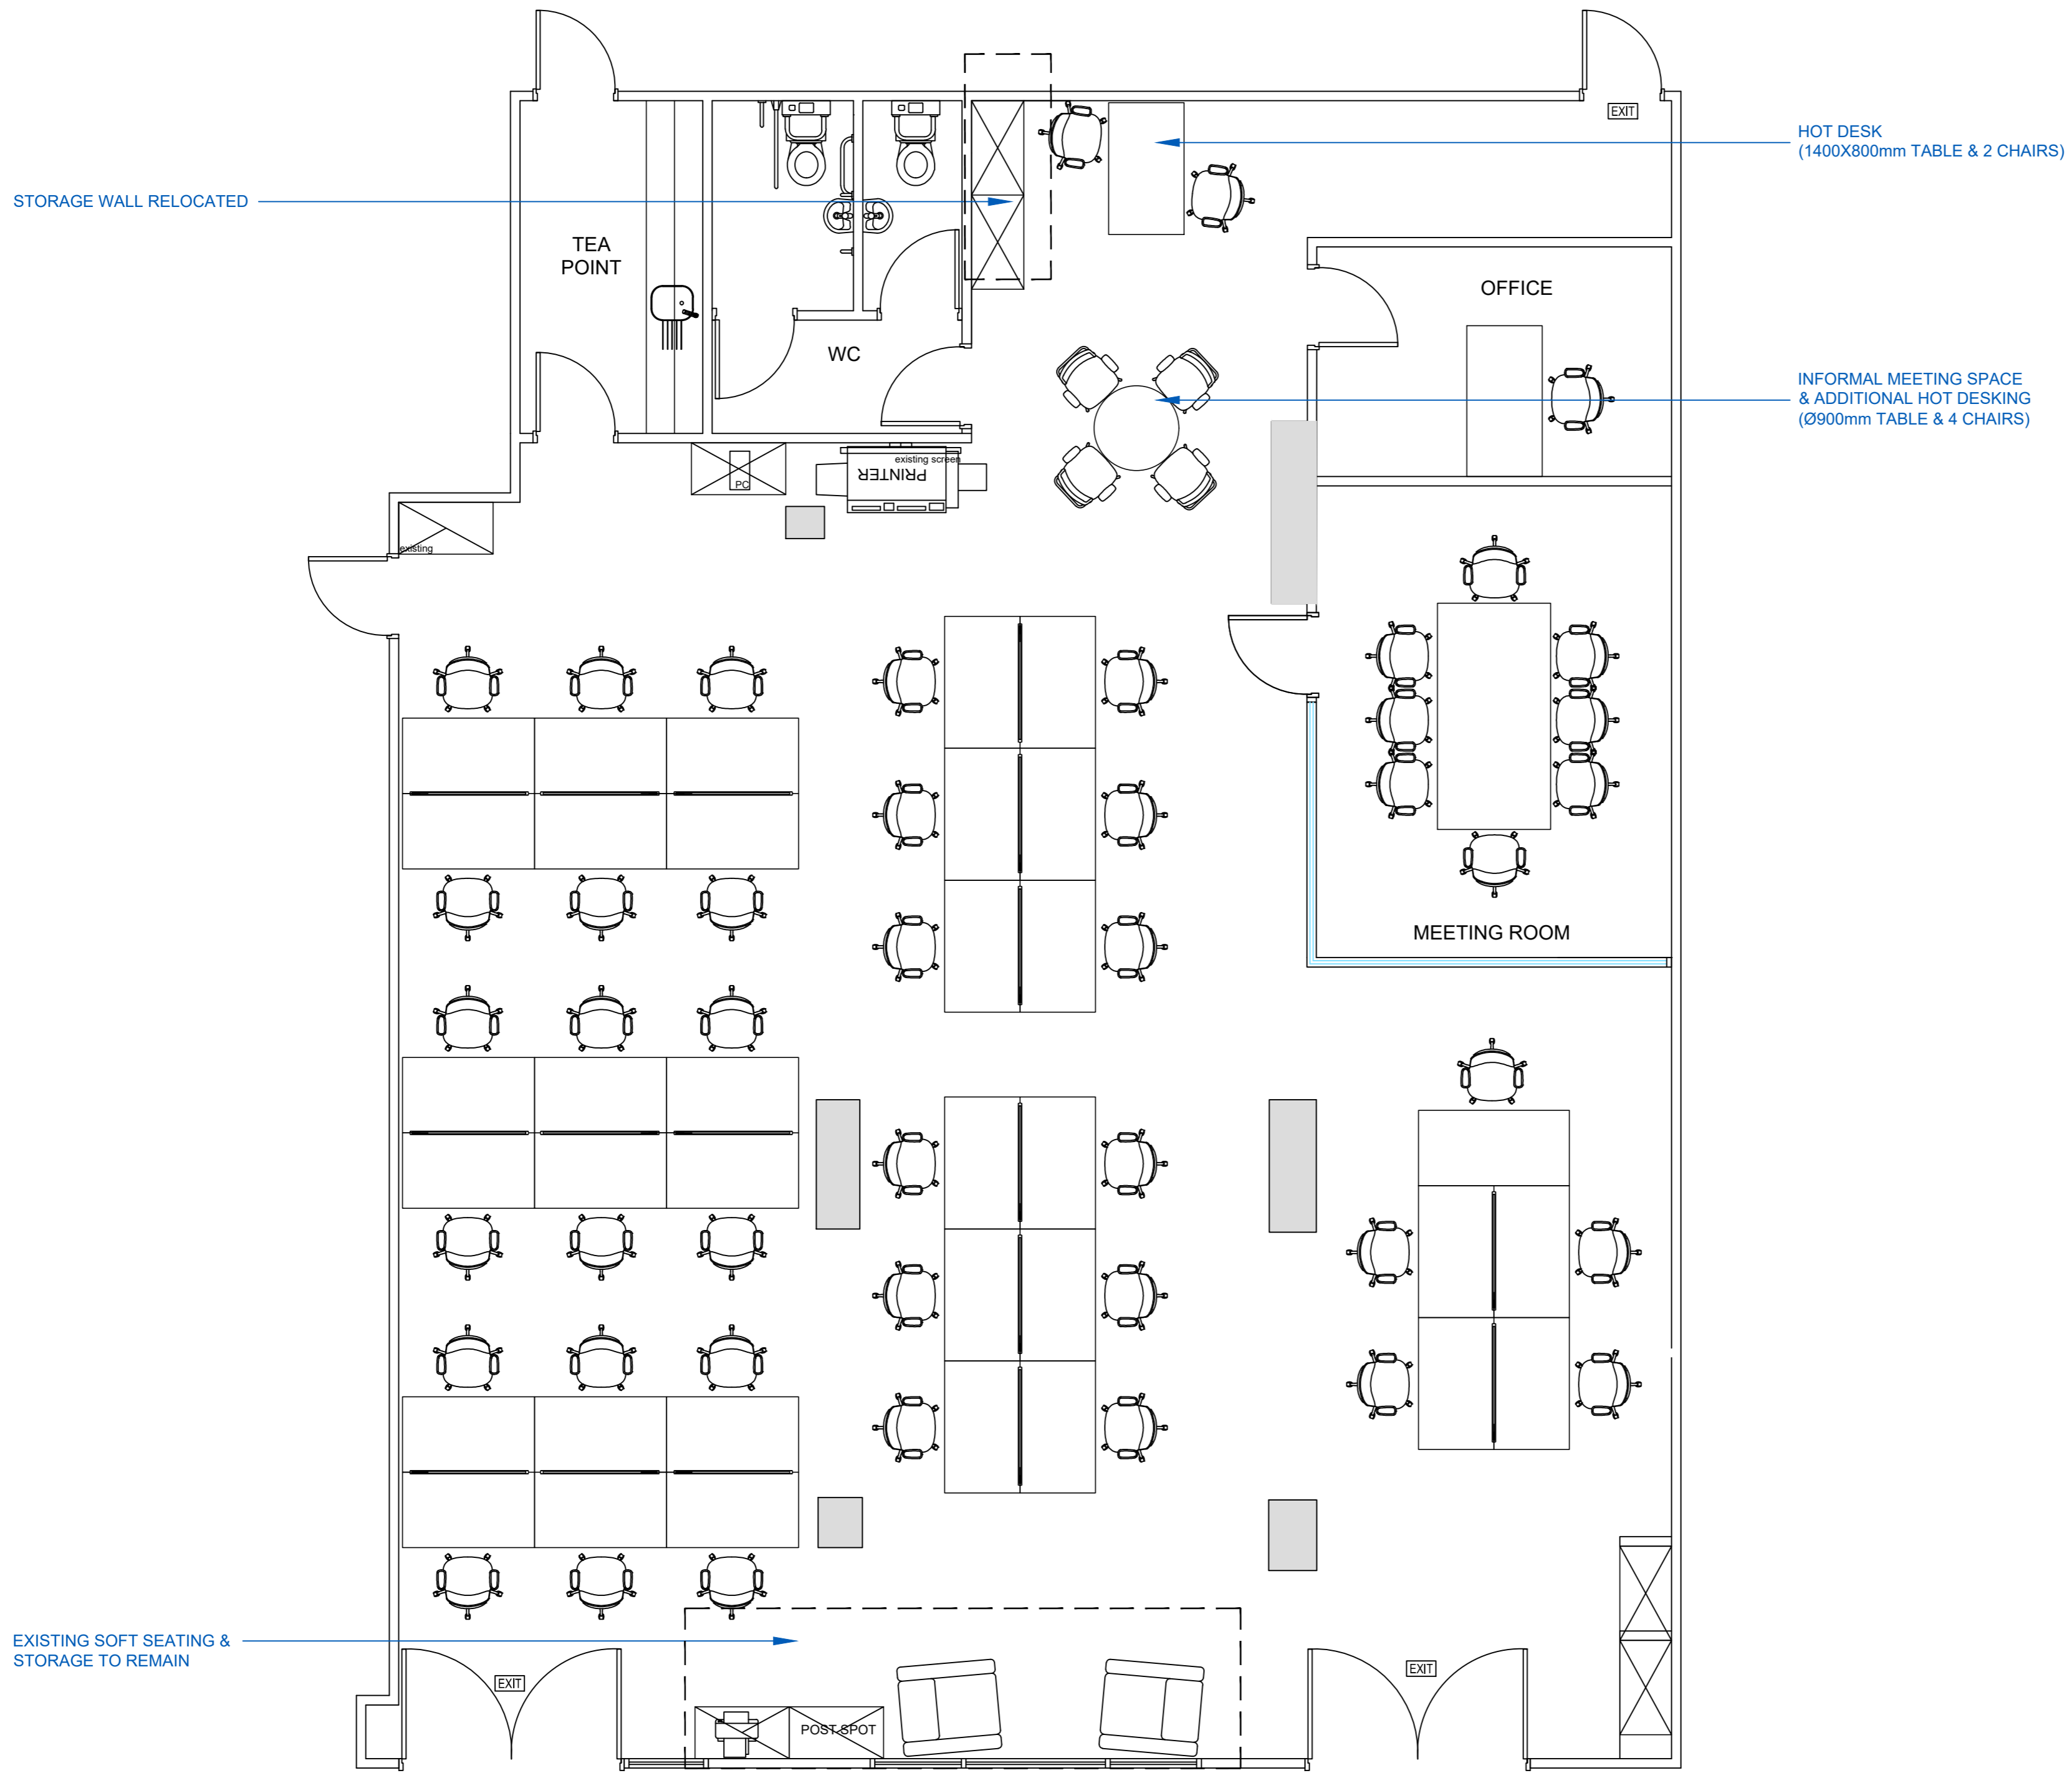 EXIT
HOT DESK
(1400X800mm TABLE & 2 CHAIRS)
STORAGE WALL RELOCATED
TEA
POINT
OFFICE
WC
INFORMAL MEETING SPACE
& ADDITIONAL HOT DESKING
(Ø900mm TABLE & 4 CHAIRS)
existing screen
PRINTER
PC
existing
MEETING ROOM
EXISTING SOFT SEATING &
STORAGE TO REMAIN
EXIT
EXIT
POST SPOT